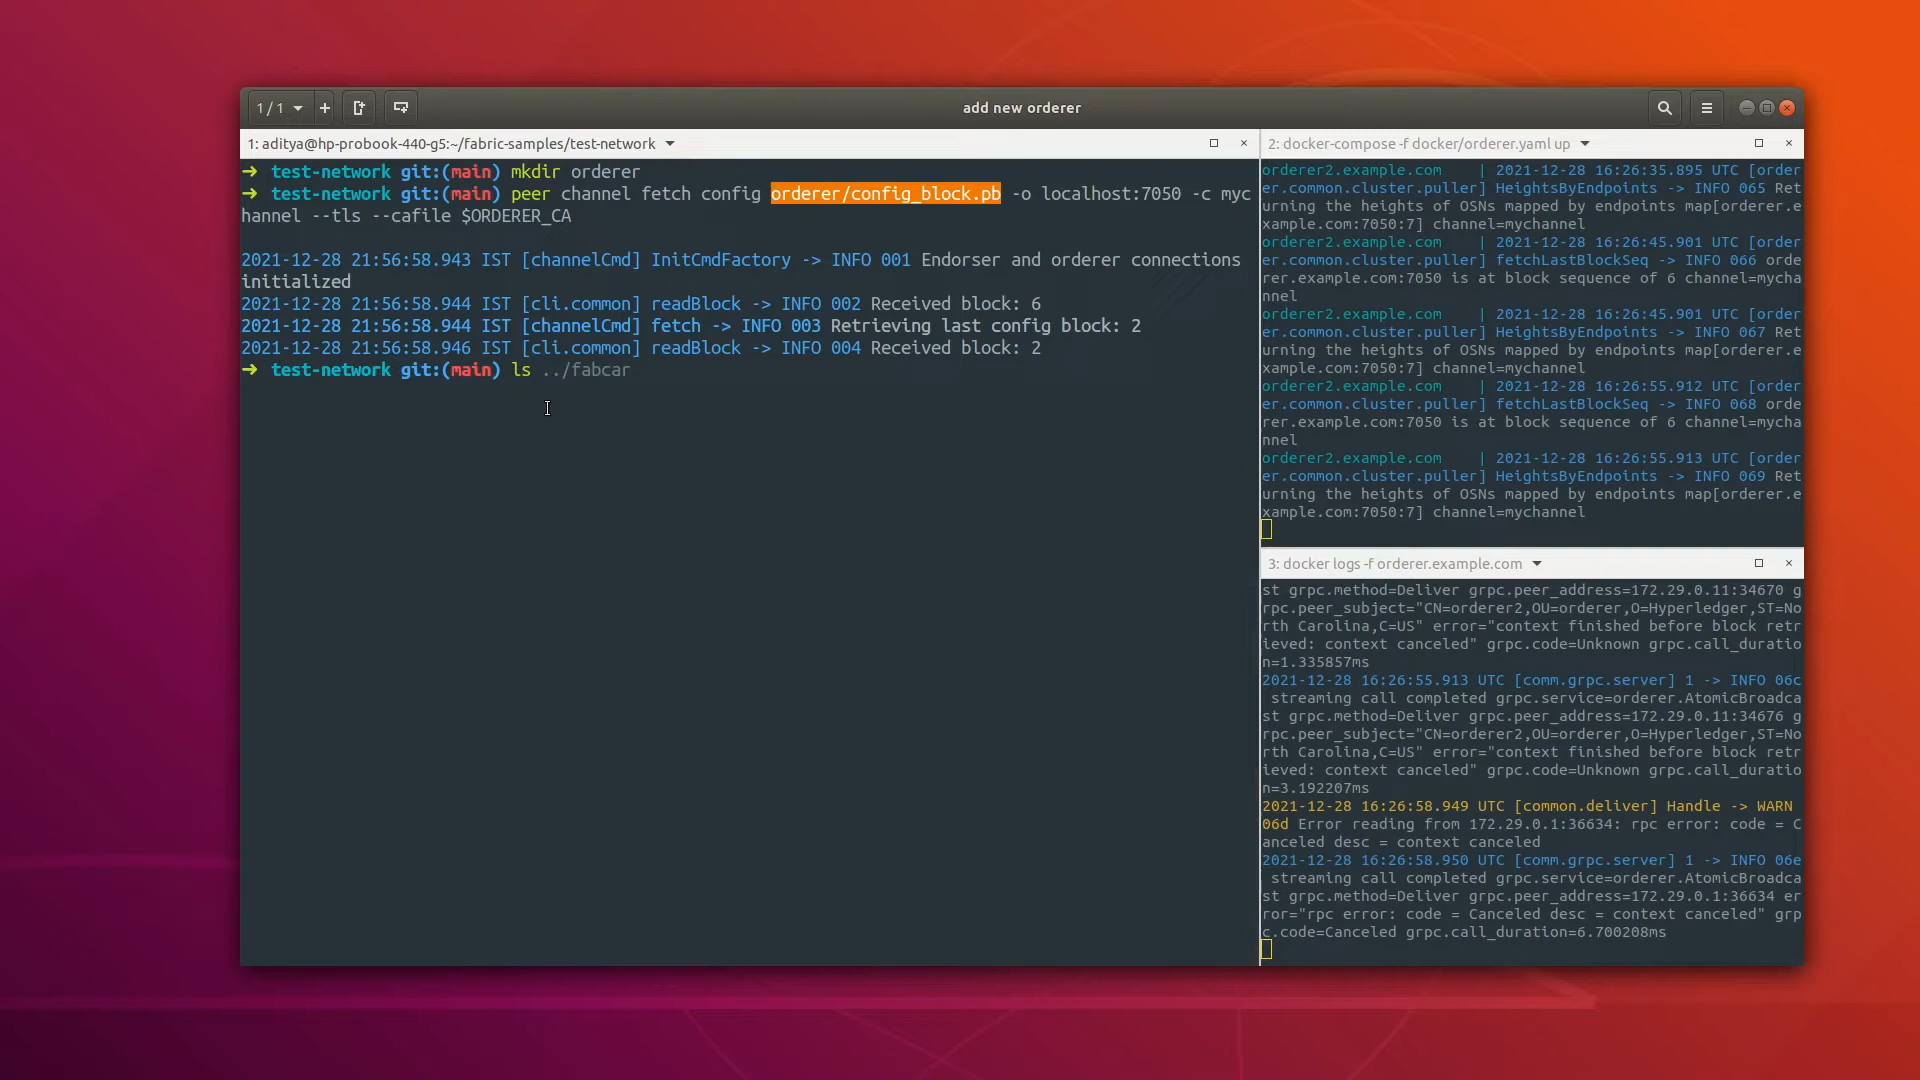 1 / 1
add new orderer
1: aditya@hp-probook-440-g5:~/fabric-samples/test-network
➜ test-network git:(main) mkdir orderer
➜ test-network git:(main) peer channel fetch config orderer/config_block.pb -o localhost:7050 -c myc
hannel --tls --cafile $ORDERER_CA
2021-12-28 21:56:58.943 IST [channelCmd] InitCmdFactory -> INFO 001 Endorser and orderer connections
initialized
2021-12-28 21:56:58.944 IST [cli.common] readBlock -> INFO 002 Received block: 6
2021-12-28 21:56:58.944 IST [channelCmd] fetch -> INFO 003 Retrieving last config block: 2
2021-12-28 21:56:58.946 IST [cli.common] readBlock -> INFO 004 Received block: 2
➜ test-network git:(main) ls ../fabcar
2: docker-compose -f docker/orderer.yaml up
orderer2.example.com | 2021-12-28 16:26:35.895 UTC [order
er.common.cluster.puller] HeightsByEndpoints -> INFO 065 Ret
urning the heights of OSNs mapped by endpoints map[orderer.e
xample.com:7050:7] channel=mychannel
orderer2.example.com | 2021-12-28 16:26:45.901 UTC [order
er.common.cluster.puller] fetchLastBlockSeq -> INFO 066 orde
rer.example.com:7050 is at block sequence of 6 channel=mycha
nnel
orderer2.example.com | 2021-12-28 16:26:45.901 UTC [order
er.common.cluster.puller] HeightsByEndpoints -> INFO 067 Ret
urning the heights of OSNs mapped by endpoints map[orderer.e
xample.com:7050:7] channel=mychannel
orderer2.example.com | 2021-12-28 16:26:55.912 UTC [order
er.common.cluster.puller] fetchLastBlockSeq -> INFO 068 orde
rer.example.com:7050 is at block sequence of 6 channel=mycha
nnel
orderer2.example.com | 2021-12-28 16:26:55.913 UTC [order
er.common.cluster.puller] HeightsByEndpoints -> INFO 069 Ret
urning the heights of OSNs mapped by endpoints map[orderer.e
xample.com:7050:7] channel=mychannel
3: docker logs -f orderer.example.com
st grpc.method=Deliver grpc.peer_address=172.29.0.11:34670 g
rpc.peer_subject="CN=orderer2,OU=orderer,O=Hyperledger,ST=No
rth Carolina,C=US" error="context finished before block retr
ieved: context canceled" grpc.code=Unknown grpc.call_duratio
n=1.335857ms
2021-12-28 16:26:55.913 UTC [comm.grpc.server] 1 -> INFO 06c
streaming call completed grpc.service=orderer.AtomicBroadca
st grpc.method=Deliver grpc.peer_address=172.29.0.11:34676 g
rpc.peer_subject="CN=orderer2,OU=orderer,O=Hyperledger,ST=No
rth Carolina,C=US" error="context finished before block retr
ieved: context canceled" grpc.code=Unknown grpc.call_duratio
n=3.192207ms
2021-12-28 16:26:58.949 UTC [common.deliver] Handle -> WARN
06d Error reading from 172.29.0.1:36634: rpc error: code = C
anceled desc = context canceled
2021-12-28 16:26:58.950 UTC [comm.grpc.server] 1 -> INFO 06e
streaming call completed grpc.service=orderer.AtomicBroadca
st grpc.method=Deliver grpc.peer_address=172.29.0.1:36634 er
ror="rpc error: code = Canceled desc = context canceled" grp
c.code=Canceled grpc.call_duration=6.700208ms